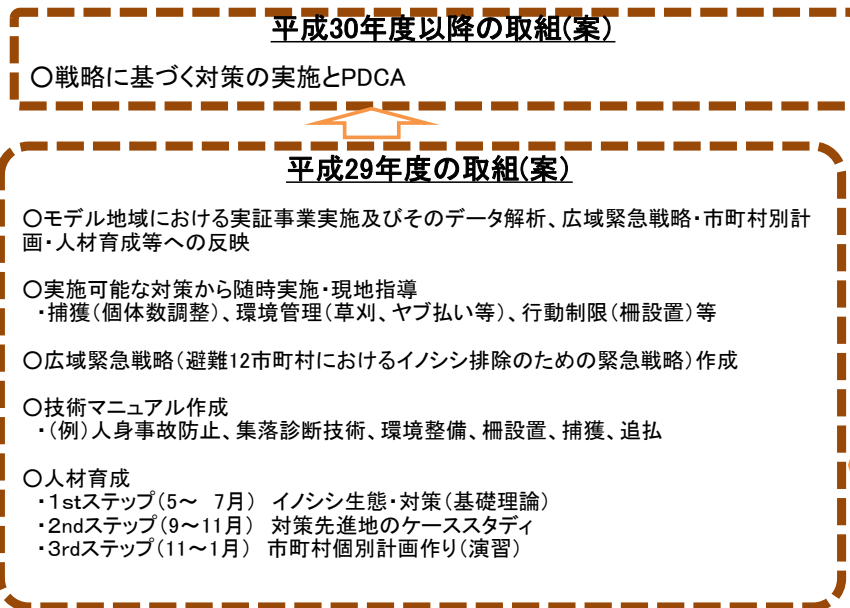 平成30年度以降の取組(案)
○戦略に基づく対策の実施とPDCA
平成29年度の取組(案)
○モデル地域における実証事業実施及びそのデータ解析、広域緊急戦略・市町村別計
画・人材育成等への反映
○実施可能な対策から随時実施・現地指導
・捕獲(個体数調整)、環境管理(草刈、ヤブ払い等)、行動制限(柵設置)等
○広域緊急戦略(避難12市町村におけるイノシシ排除のための緊急戦略)作成
○技術マニュアル作成
・(例)人身事故防止、集落診断技術、環境整備、柵設置、捕獲、追払
○人材育成
・1stステップ(5～ 7月) イノシシ生態・対策(基礎理論)
・2ndステップ(9～11月) 対策先進地のケーススタディ
・3rdステップ(11～1月) 市町村個別計画作り(演習)